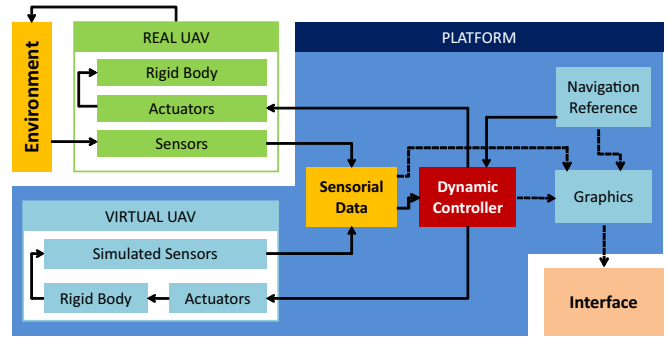 REAL UAV
PLATFORM
Environment
Rigid Body
Actuators
Sensors
Navigation
Reference
Sensorial
Data
Dynamic
Controller
Graphics
VIRTUAL UAV
Simulated Sensors
Rigid Body
Actuators
Interface